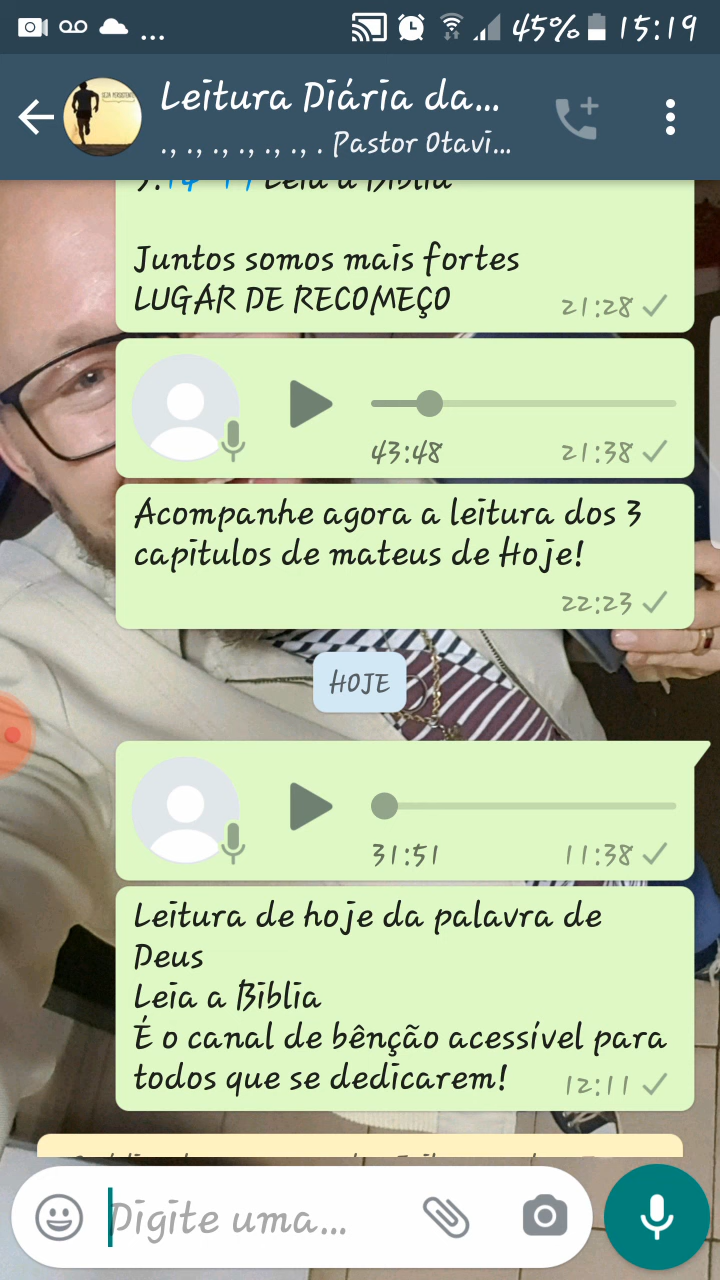 ... 45% 15:19
Leitura Diária da...
., ., ., ., ., ., . Pastor Otavi...
Leia a Bíblia
Juntos somos mais fortes
LUGAR DE RECOMEÇO 21:28
43:48 21:38
Acompanhe agora a leitura dos 3
capitulos de mateus de Hoje!
22:23
HOJE
31:51 11:38
Leitura de hoje da palavra de
Deus
Leia a Bíblia
É o canal de bênção acessível para
todos que se dedicarem! 12:11
Digite uma...